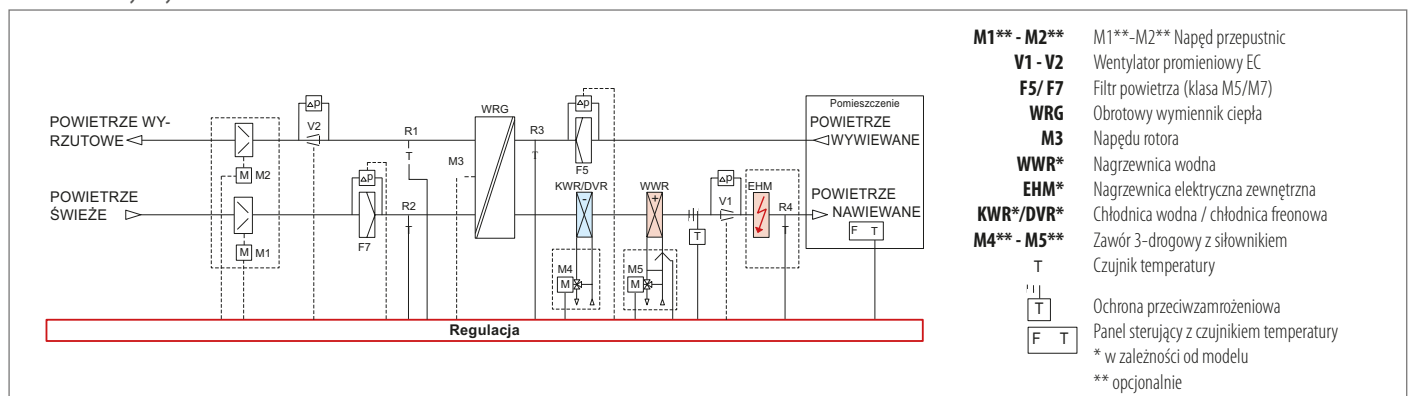 POWIETRZE WY-
RZUTOWE
POWIETRZE
ŚWIEŻE
M
M2
M
M1
Δp
V2
Δp
F7
R1
T
R2
T
M3
WRG
R3
T
Δp
F5
KWR/DVR
-
M4
M
WWR
+
M5
M
T
Δp
V1
EHM
R4
T
Pomieszczenie
POWIETRZE
WYWIEWANE
POWIETRZE
NAWIEWANE
F T
Regulacja
M1** - M2** M1**-M2** Napęd przepustnic
V1 - V2 Wentylator promieniowy EC
F5/ F7 Filtr powietrza (klasa M5/M7)
WRG Obrotowy wymiennik ciepła
M3 Napędu rotora
WWR* Nagrzewnica wodna
EHM* Nagrzewnica elektryczna zewnętrzna
KWR*/DVR* Chłodnica wodna / chłodnica freonowa
M4** - M5** Zawór 3-drogowy z siłownikiem
T Czujnik temperatury
T Ochrona przeciwzamrożeniowa
F T Panel sterujący z czujnikiem temperatury
* w zależności od modelu
** opcjonalnie